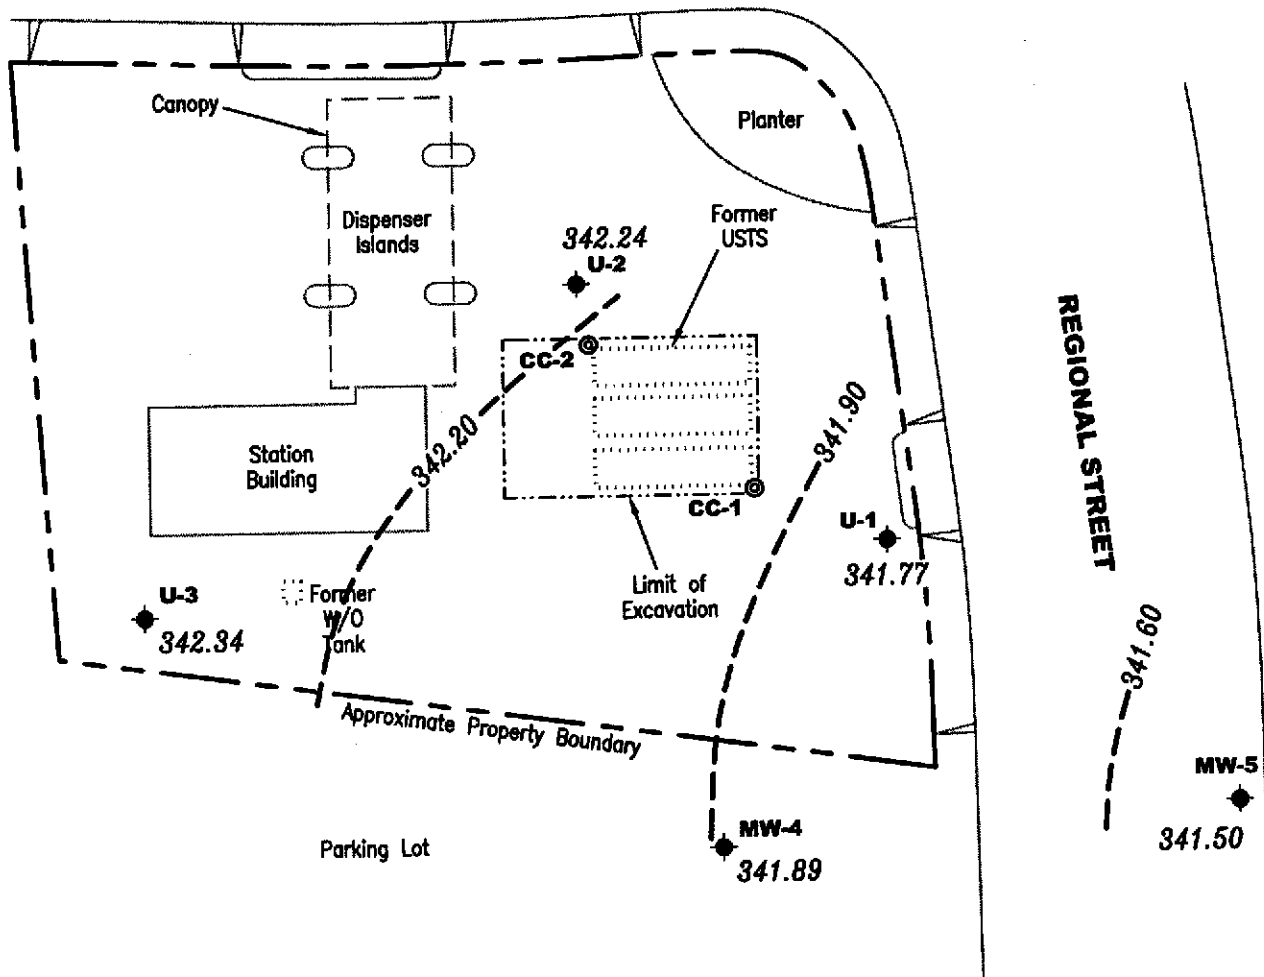 Canopy
Planter
Dispenser
Islands
Former
USTS
342.24
U-2
CC-2
REGIONAL STREET
341.90
342.20
Station
Building
CC-1
U-1
341.77
Limit of
Excavation
U-3
342.34
Former
W/O
Tank
341.60
Approximate Property Boundary
MW-5
341.50
Parking Lot
MW-4
341.89